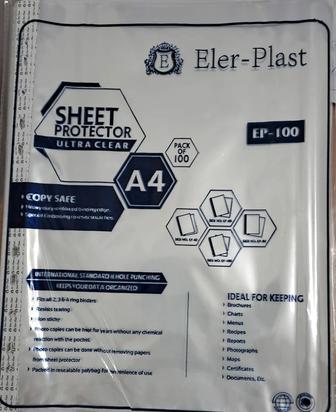 E
Eler-Plast
SHEET
PROTECTOR
ULTRA CLEAR
PACK
OF
100
EP-100
A4
COPY SAFE
INTERNATIONAL STANDARD HOLE PUNCHING
KEEPS YOUR DATA ORGANIZED!
Fits all 2, 3 & 4 ring binders
Resists tearing
Non sticky
Photo copies can be kept for years without any chemical
reaction with the pocket.
Photo copies can be done without removing papers
from sheet protector
Packed in resealable polybag for convenience of use
IDEAL FOR KEEPING
Brochures
Charts
Menus
Recipes
Reports
Photographs
Maps
Certificates
Documents, Etc.